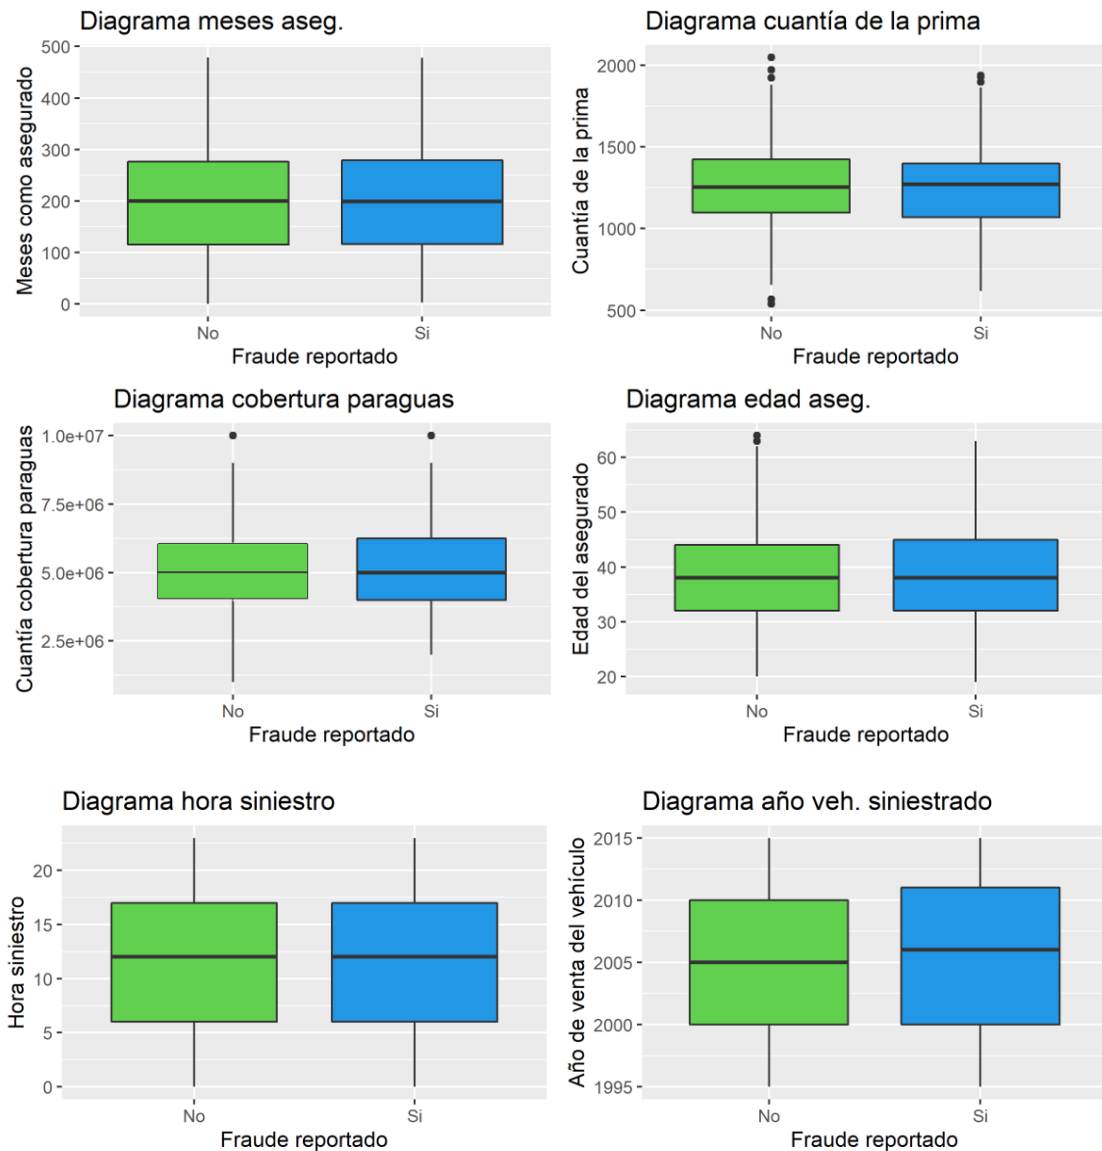 Diagrama meses aseg.
Meses como asegurado
500
400
300
200
100
0
No
Si
Fraude reportado
Diagrama cuantía de la prima
Cuantía de la prima
2000
1500
1000
500
No
Si
Fraude reportado
Diagrama cobertura paraguas
Cuantía cobertura paraguas
1.0e+07
7.5e+06
5.0e+06
2.5e+06
No
Si
Fraude reportado
Diagrama edad aseg.
Edad del asegurado
60
50
40
30
20
No
Si
Fraude reportado
Diagrama hora siniestro
Hora siniestro
20
15
10
5
0
No
Si
Fraude reportado
Diagrama año veh. siniestrado
Año de venta del vehículo
2015
2010
2005
2000
1995
No
Si
Fraude reportado